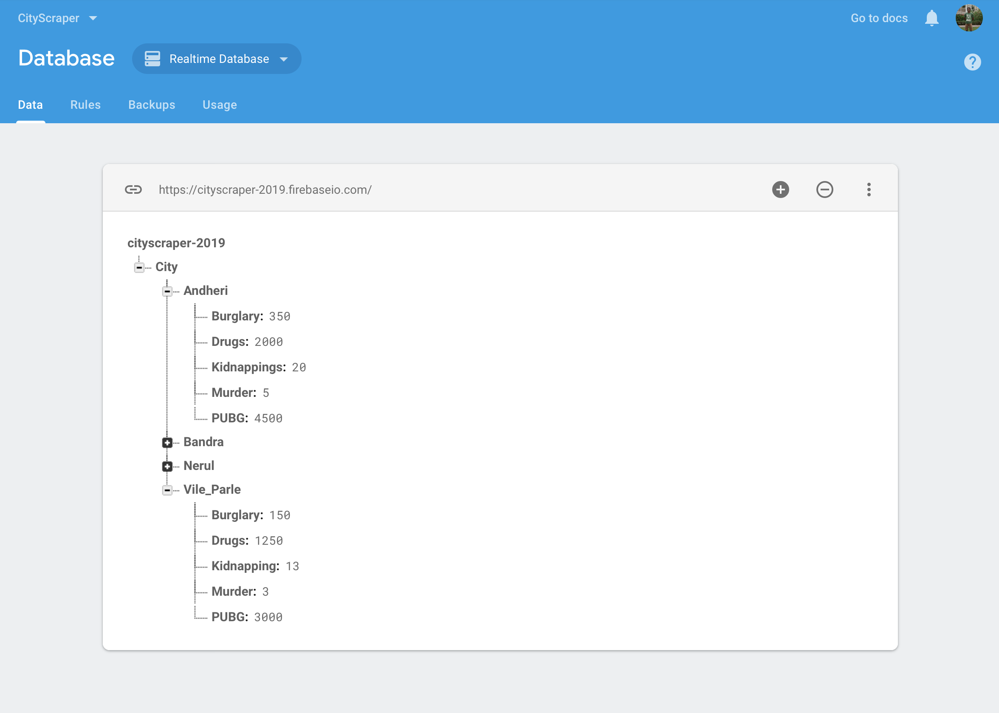 CityScraper
Go to docs
Database
Realtime Database
Data Rules Backups Usage
https://cityscraper-2019.firebaseio.com/
cityscraper-2019
City
Andheri
Burglary: 350
Drugs: 2000
Kidnappings: 20
Murder: 5
PUBG: 4500
Bandra
Nerul
Vile_Parle
Burglary: 150
Drugs: 1250
Kidnapping: 13
Murder: 3
PUBG: 3000